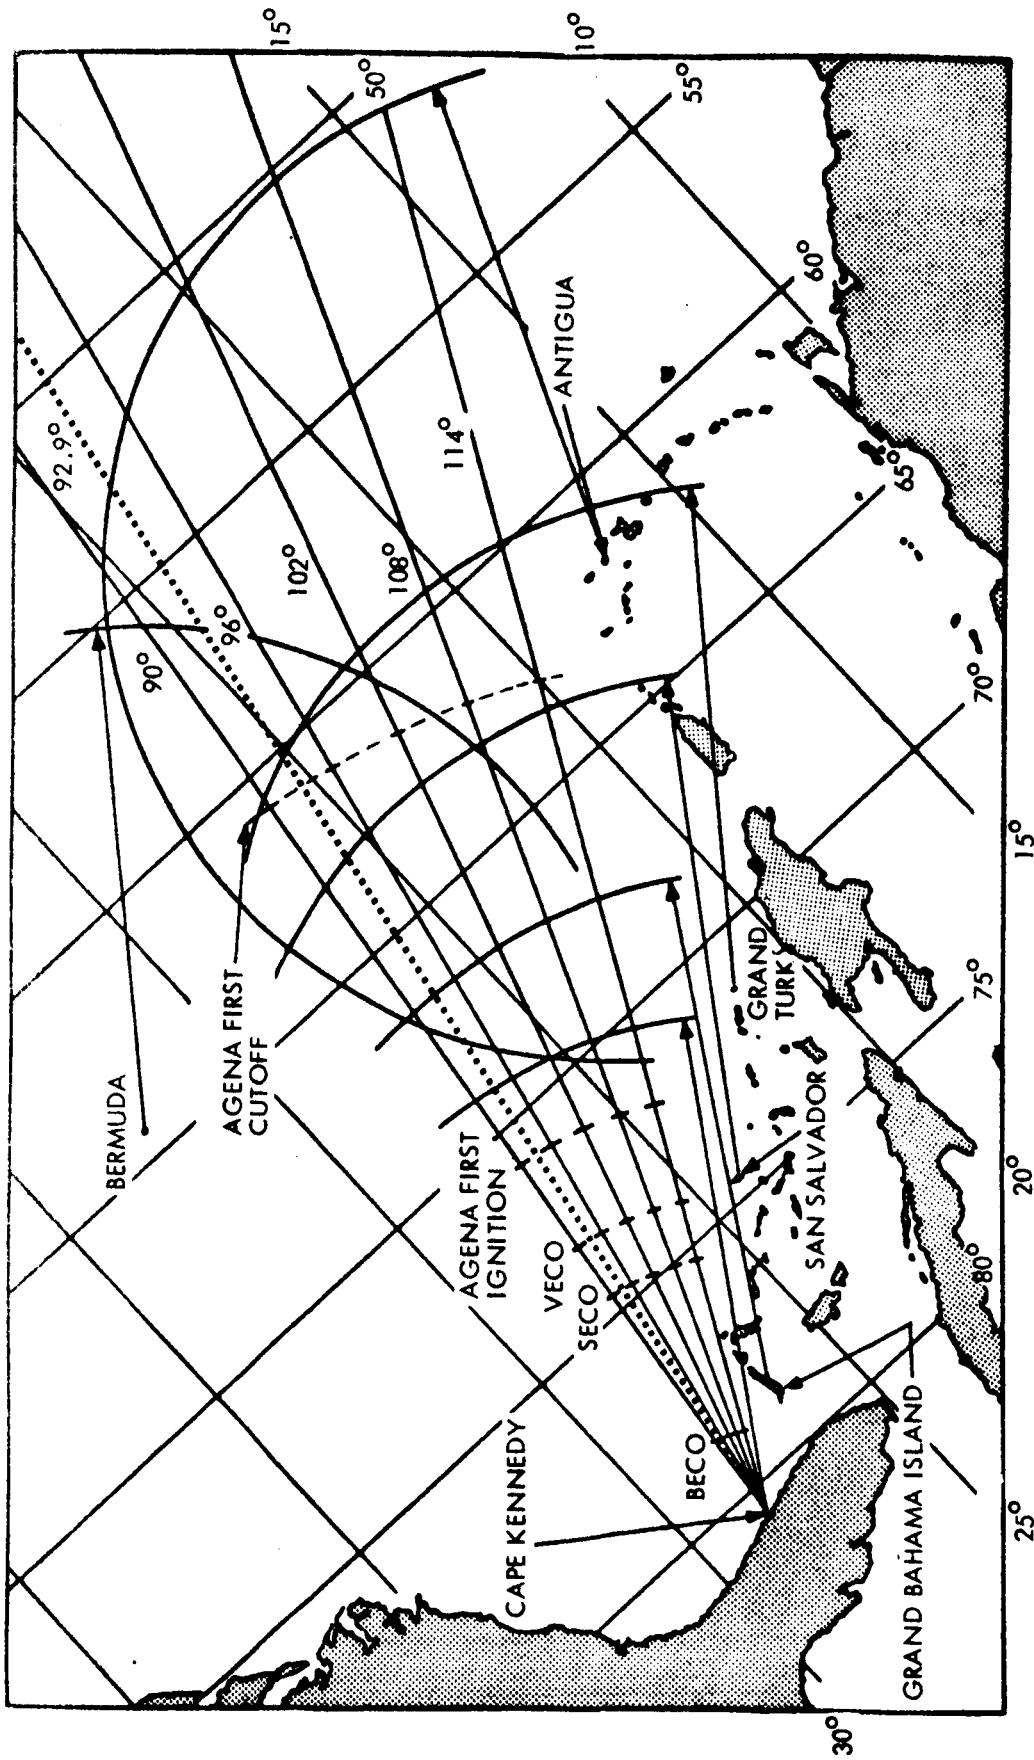 BERMUDA
AGENA FIRST
CUTOFF
AGENA FIRST
IGNITION
VECO
SECO
BECO
CAPE KENNEDY
GRAND BAHAMA ISLAND
SAN SALVADOR
GRAND
TURK
ANTIGUA
90°
92.9°
96°
102°
108°
114°
15°
10°
50°
55°
60°
65°
70°
75°
80°
30°
25°
20°
15°